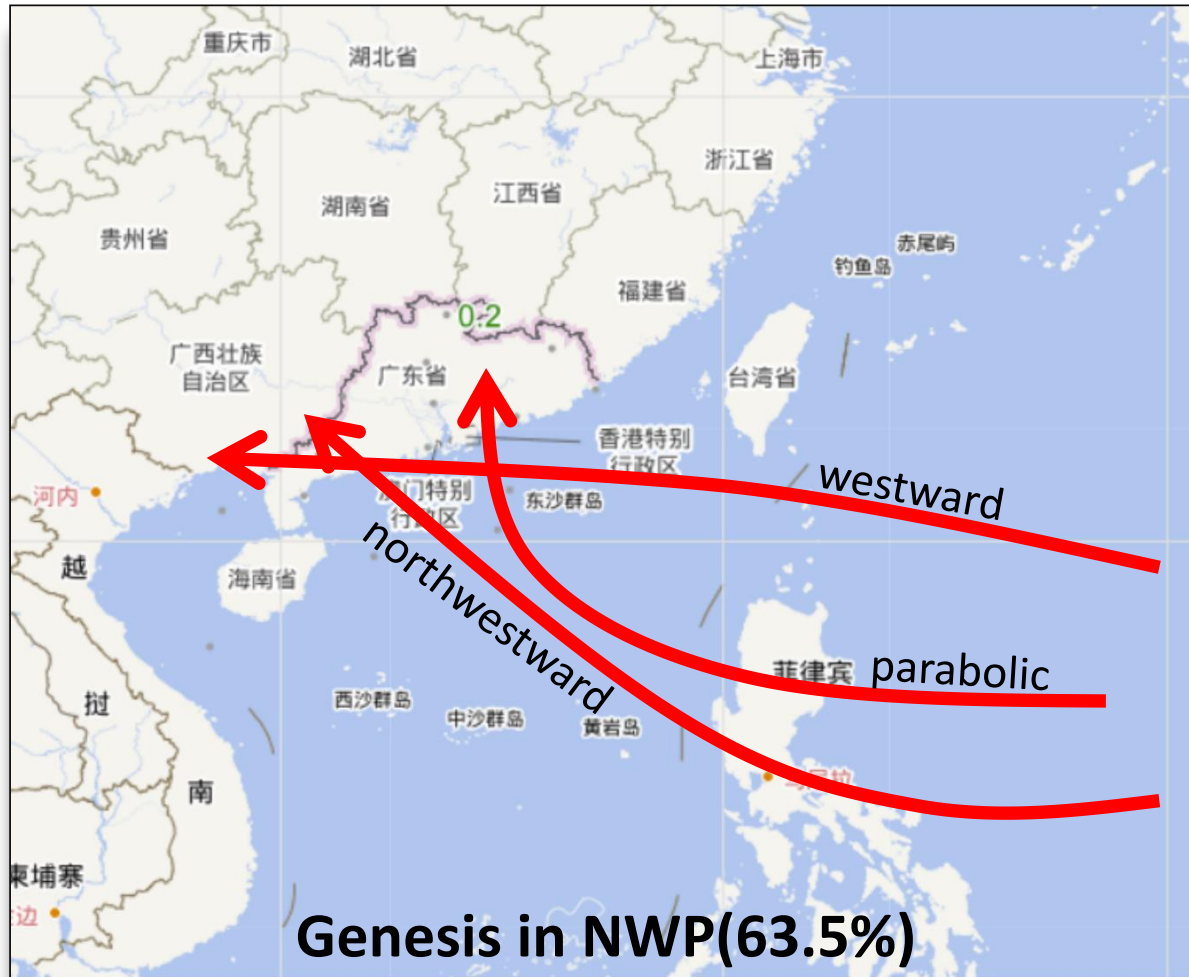 重庆市
湖北省
上海市
浙江省
江西省
湖南省
贵州省
赤尾屿
钓鱼岛
福建省
0.2
广西壮族
自治区
广东省
台湾省
香港特别
行政区
westward
河内
澳门特别
行政区
东沙群岛
越
海南省
northwestward
菲律宾
parabolic
西沙群岛
中沙群岛
黄岩岛
挝
南
柬埔寨
Genesis in NWP(63.5%)